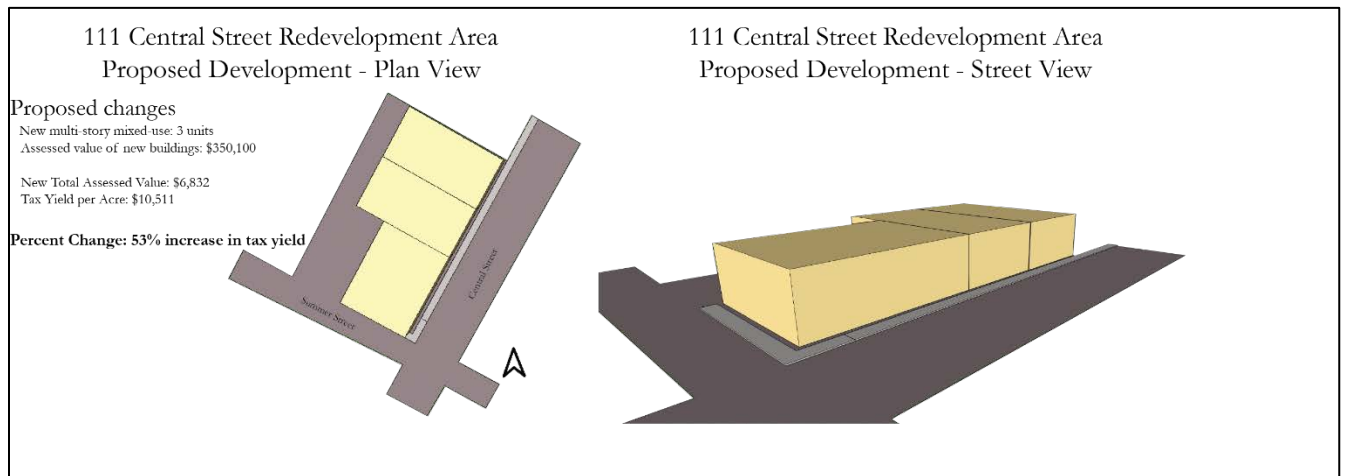 111 Central Street Redevelopment Area
Proposed Development - Plan View
Proposed changes
New multi-story mixed-use: 3 units
Assessed value of new buildings: $350,100
New Total Assessed Value: $6,832
Tax Yield per Acre: $10,511
Percent Change: 53% increase in tax yield
Summer Street
Central Street
111 Central Street Redevelopment Area
Proposed Development - Street View